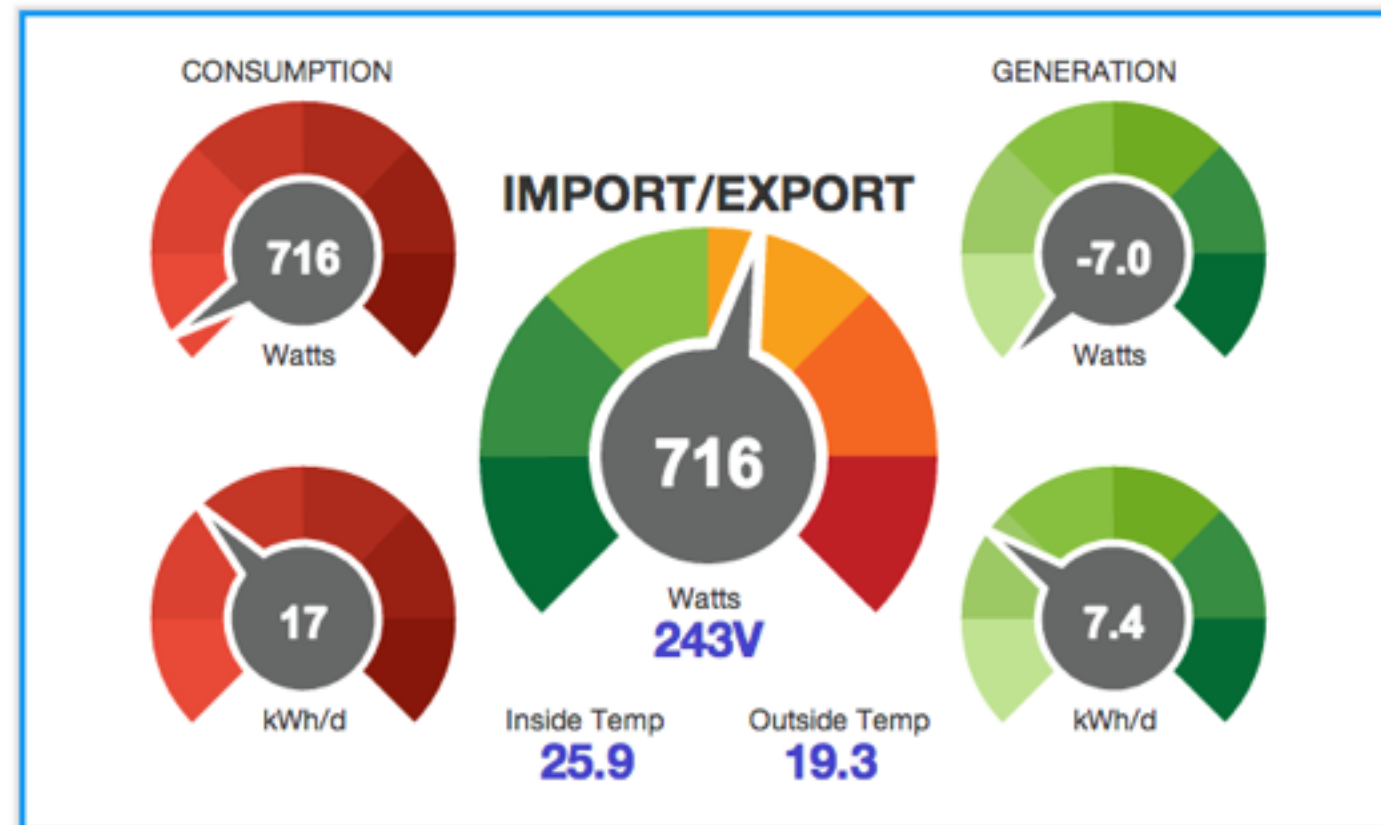 CONSUMPTION
GENERATION
IMPORT/EXPORT
716
Watts
-7.0
Watts
716
Watts
243V
17
kWh/d
7.4
kWh/d
Inside Temp
25.9
Outside Temp
19.3